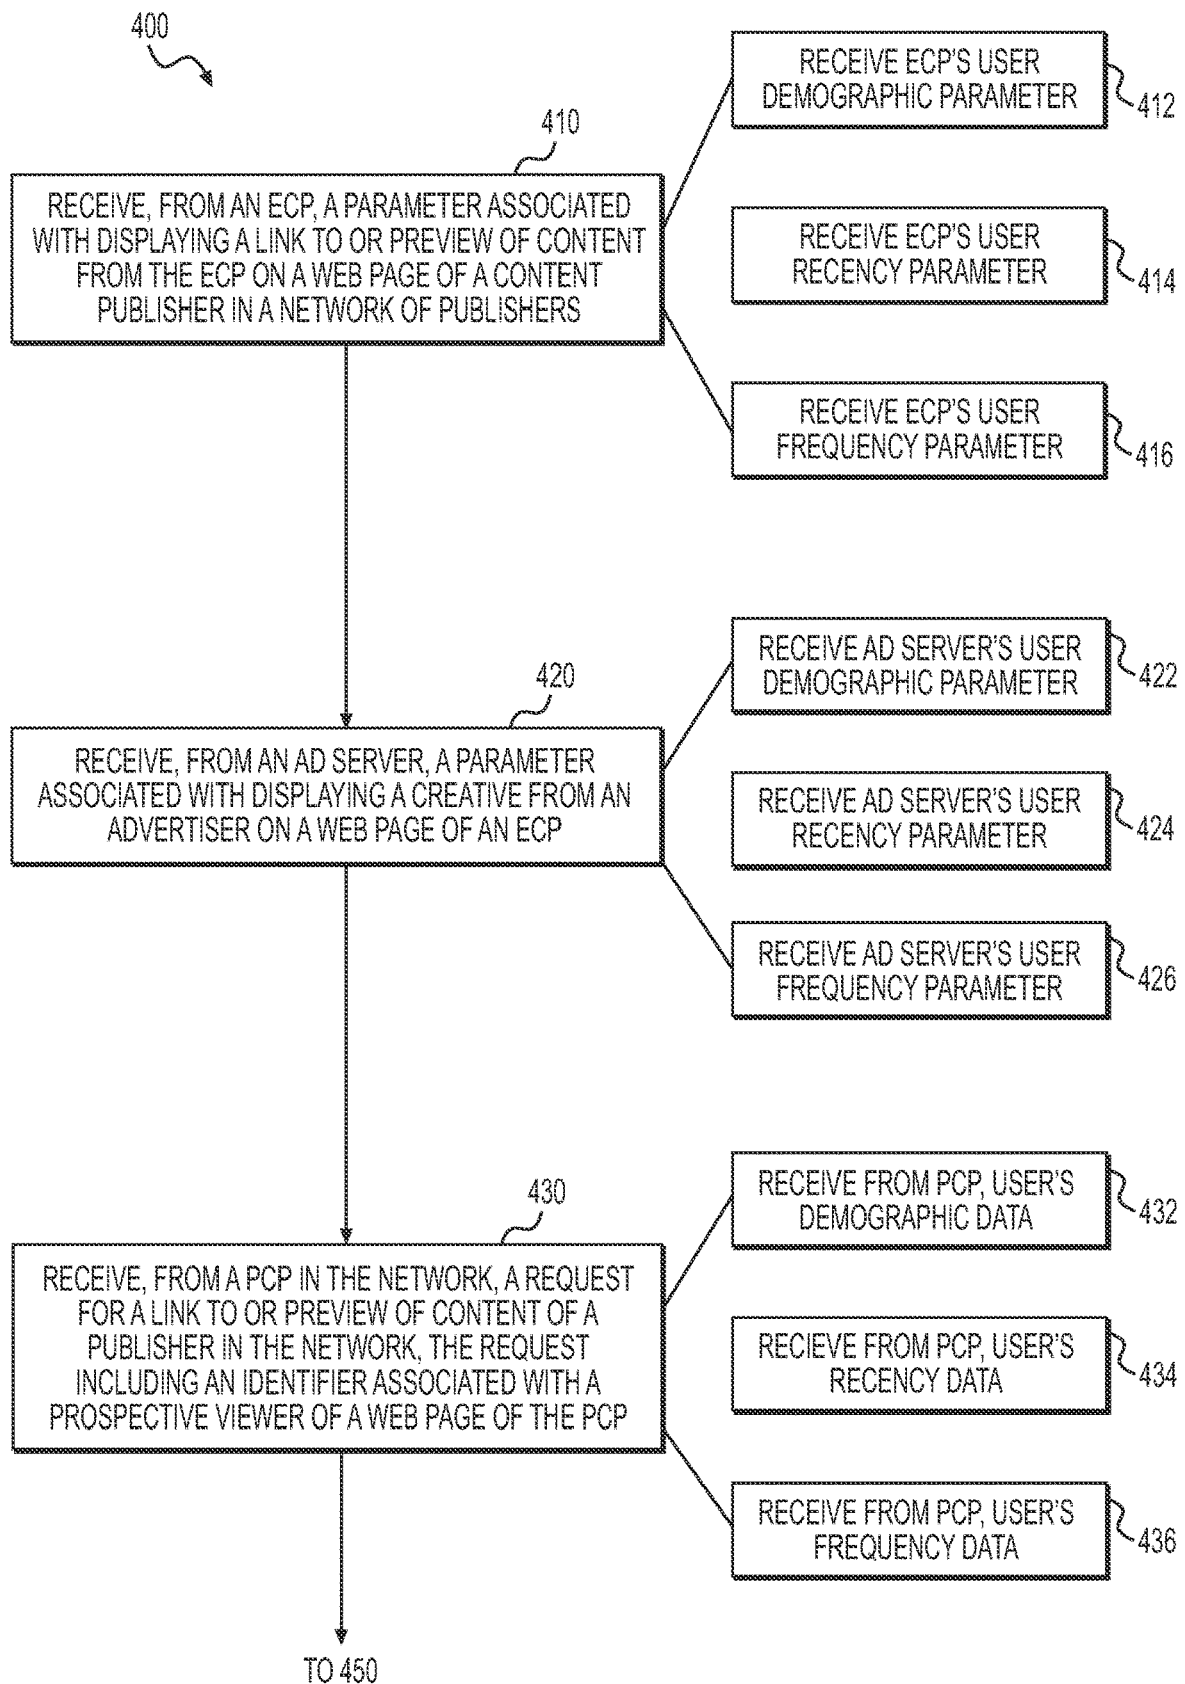 400
410
RECEIVE, FROM AN ECP, A PARAMETER ASSOCIATED
WITH DISPLAYING A LINK TO OR PREVIEW OF CONTENT
FROM THE ECP ON A WEB PAGE OF A CONTENT
PUBLISHER IN A NETWORK OF PUBLISHERS
RECEIVE ECP'S USER
DEMOGRAPHIC PARAMETER
412
RECEIVE ECP'S USER
RECENCY PARAMETER
414
RECEIVE ECP'S USER
FREQUENCY PARAMETER
416
420
RECEIVE, FROM AN AD SERVER, A PARAMETER
ASSOCIATED WITH DISPLAYING A CREATIVE FROM AN
ADVERTISER ON A WEB PAGE OF AN ECP
RECEIVE AD SERVER'S USER
DEMOGRAPHIC PARAMETER
422
RECEIVE AD SERVER'S USER
RECENCY PARAMETER
424
RECEIVE AD SERVER'S USER
FREQUENCY PARAMETER
426
430
RECEIVE, FROM A PCP IN THE NETWORK, A REQUEST
FOR A LINK TO OR PREVIEW OF CONTENT OF A
PUBLISHER IN THE NETWORK, THE REQUEST
INCLUDING AN IDENTIFIER ASSOCIATED WITH A
PROSPECTIVE VIEWER OF A WEB PAGE OF THE PCP
RECEIVE FROM PCP, USER'S
DEMOGRAPHIC DATA
432
RECIEVE FROM PCP, USER'S
RECENCY DATA
434
RECEIVE FROM PCP, USER'S
FREQUENCY DATA
436
TO 450